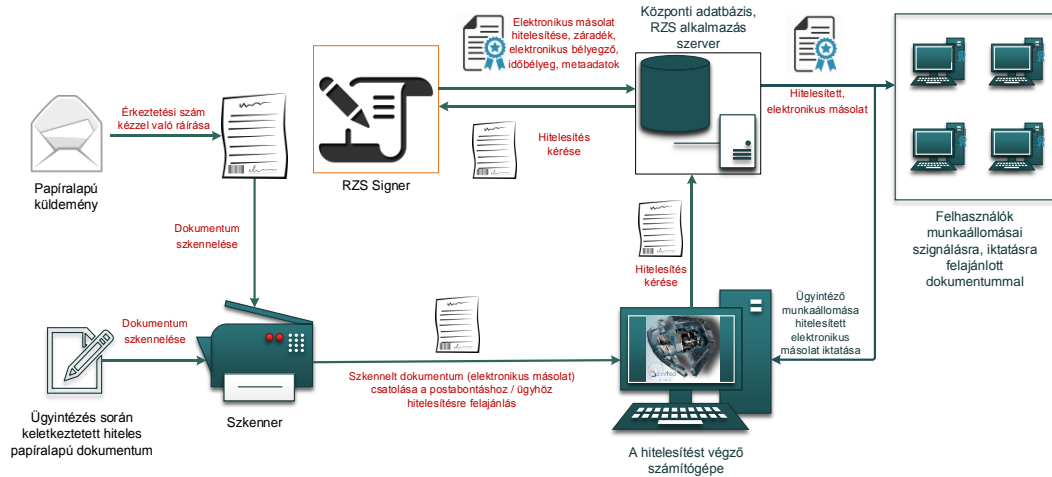 Központi adatbázis,
RZS alkalmazás
szerver
Elektronikus másolat
hitelesítése, záradék,
elektronikus bélyegző,
időbélyeg, metaadatok
Hitelesített,
elektronikus másolat
Érkeztetési szám
kézzel való ráírása
Hitelesítés
kérése
RZS Signer
Papíralapú
küldemény
Felhasználók
munkaállomásai
szignálásra, iktatásra
felajánlott
dokumentummal
Dokumentum
szkennelése
Hitelesítés
kérése
Ügyintéző
munkaállomása
hitelesített
elektronikus
másolat iktatása
Dokumentum
szkennelése
Szkennelt dokumentum (elektronikus másolat)
csatolása a postabontáshoz / ügyhöz
hitelesítésre felajánlás
Szkenner
Ügyintézés során
keletkeztetett hiteles
papíralapú dokumentum
A hitelesítést végző
számítógépe